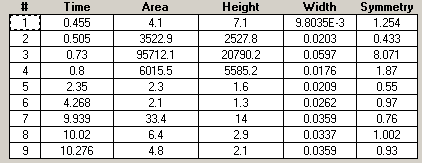 # Time Area Height Width Symmetry
1 0.455 4.1 7.1 9.8035E-3 1.254
2 0.505 3522.9 2527.8 0.0203 0.433
3 0.73 95712.1 20790.2 0.0597 8.071
4 0.8 6015.5 5585.2 0.0176 1.87
5 2.35 2.3 1.6 0.0209 0.55
6 4.268 2.1 1.3 0.0262 0.97
7 9.939 33.4 14 0.0359 0.76
8 10.02 6.4 2.9 0.0337 1.002
9 10.276 4.8 2.1 0.0359 0.93